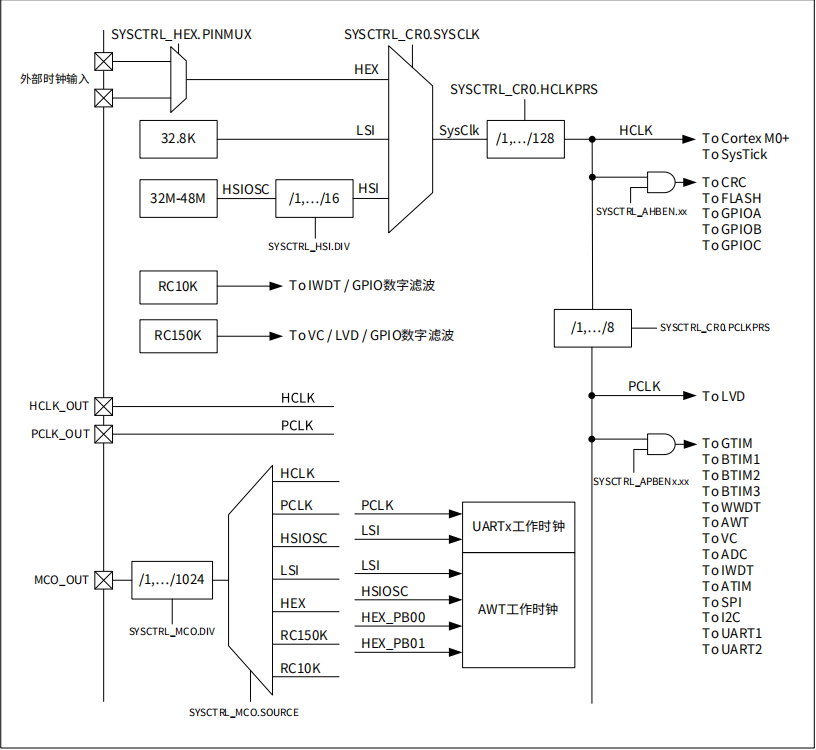 SYSCTRL_HEX.PINMUX
SYSCTRL_CR0.SYSCLK
外部时钟输入
HEX
SYSCTRL_CR0.HCLKPRS
32.8K
LSI
SysClk
/1,.../128
HCLK
To Cortex M0+
To SysTick
32M-48M
HSIOSC
/1,.../16
HSI
SYSCTRL_HSI.DIV
SYSCTRL_AHBEN.xx
To CRC
To FLASH
To GPIOA
To GPIOB
To GPIOC
RC10K
To IWDT / GPIO数字滤波
RC150K
To VC / LVD / GPIO数字滤波
/1,.../8
SYSCTRL_CR0.PCLKPRS
HCLK_OUT
HCLK
PCLK_OUT
PCLK
PCLK
To LVD
SYSCTRL_APBENx.xx
To GTIM
To BTIM1
To BTIM2
To BTIM3
To WWDT
To AWT
To VC
To ADC
To IWDT
To ATIM
To SPI
To I2C
To UART1
To UART2
MCO_OUT
/1,.../1024
SYSCTRL_MCO.DIV
HCLK
PCLK
HSIOSC
LSI
HEX
RC150K
RC10K
SYSCTRL_MCO.SOURCE
PCLK
LSI
UARTx工作时钟
LSI
HSIOSC
HEX_PB00
HEX_PB01
AWT工作时钟